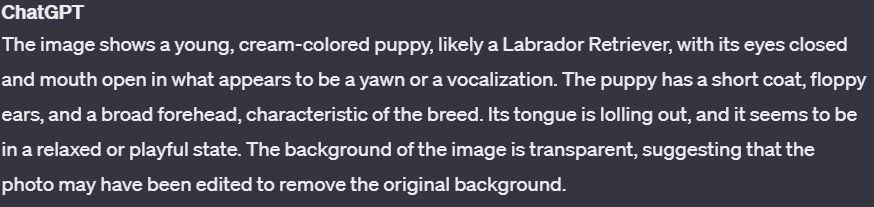 ChatGPT
The image shows a young, cream-colored puppy, likely a Labrador Retriever, with its eyes closed
and mouth open in what appears to be a yawn or a vocalization. The puppy has a short coat, floppy
ears, and a broad forehead, characteristic of the breed. Its tongue is lolling out, and it seems to be
in a relaxed or playful state. The background of the image is transparent, suggesting that the
photo may have been edited to remove the original background.